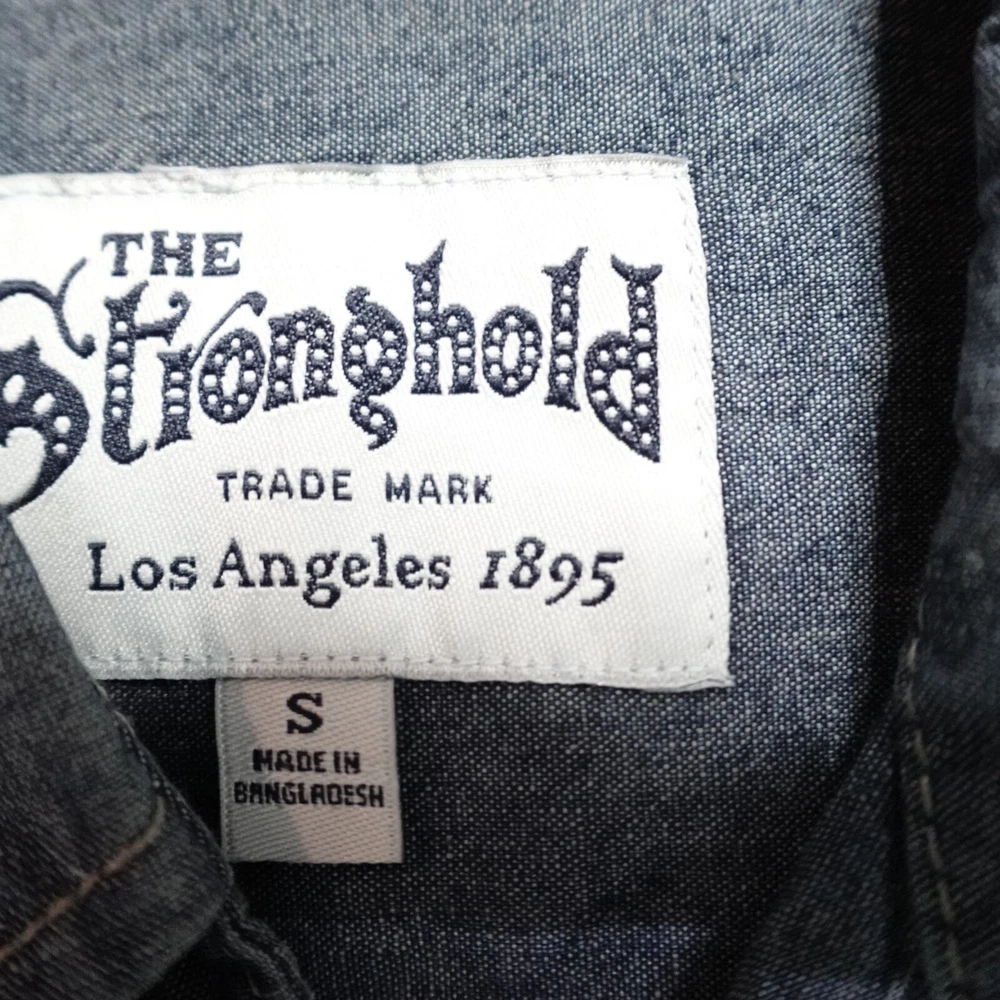 THE
Stronghold
TRADE MARK
Los Angeles 1895
S
MADE IN
BANGLADESH